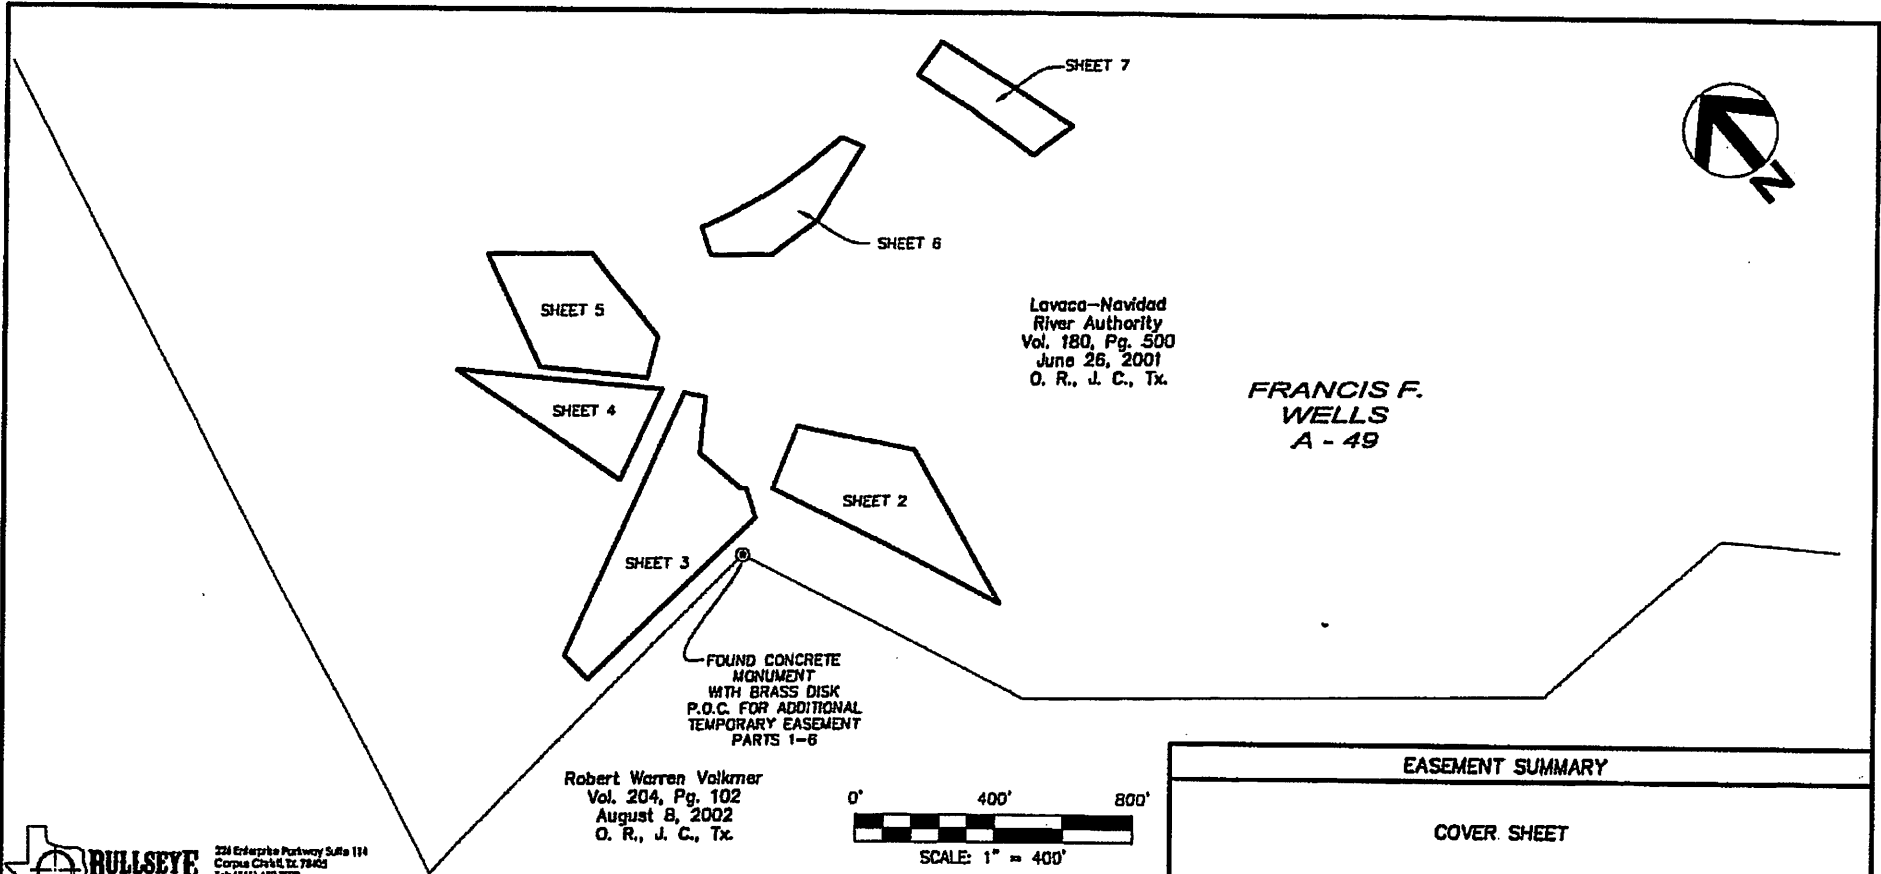 SHEET 7
SHEET 6
SHEET 5
SHEET 4
SHEET 3
SHEET 2
N
Lavaca-Navidad
River Authority
Vol. 180, Pg. 500
June 26, 2001
O. R., J. C., Tx.
FRANCIS F.
WELLS
A - 49
FOUND CONCRETE
MONUMENT
WITH BRASS DISK
P.O.C. FOR ADDITIONAL
TEMPORARY EASEMENT
PARTS 1-6
Robert Warren Volkmer
Vol. 204, Pg. 102
August 8, 2002
O. R., J. C., Tx.
0' 400' 800'
SCALE: 1" = 400'
EASEMENT SUMMARY
COVER SHEET
BULLSEYE
Enterprise Parkway Suite
Corpus Christi, TX.